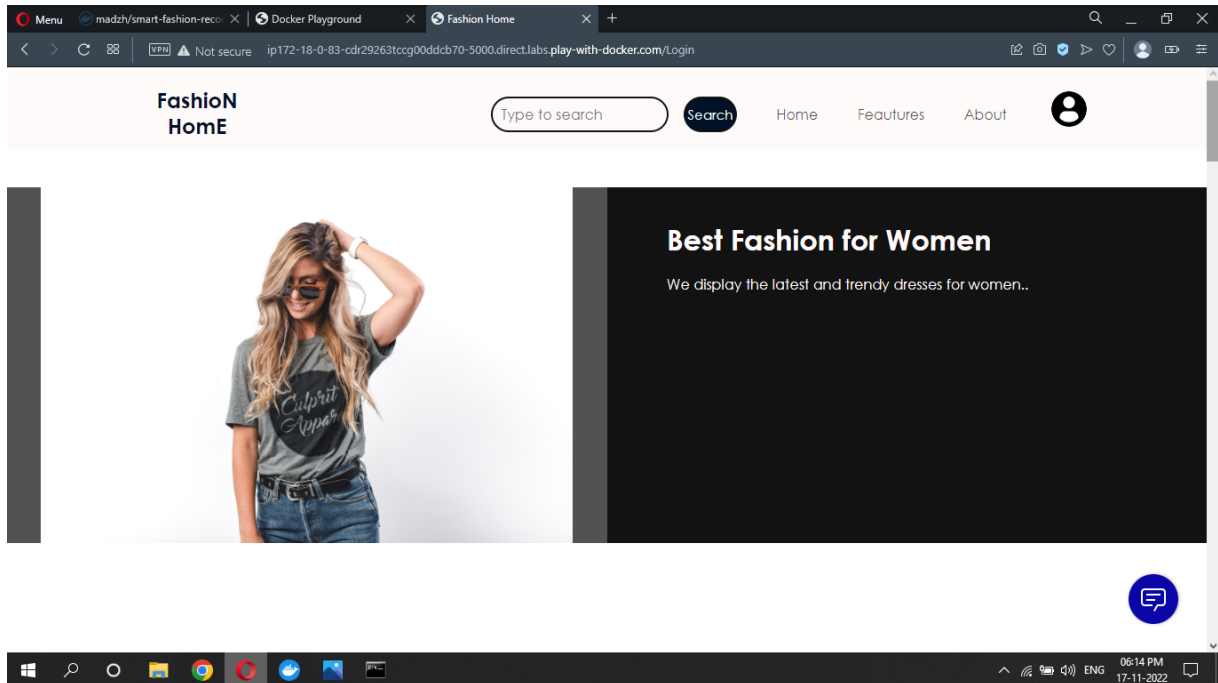 Menu
madzh/smart-fashion-reco
Docker Playground
Fashion Home
VPN
Not secure
ip172-18-0-83-cdr29263tccg00ddcb70-5000.direct.labs.play-with-docker.com/Login
FashioN
HomE
Type to search
Search
Home
Feautures
About
Best Fashion for Women
We display the latest and trendy dresses for women..
Culprit
Appar
ENG
06:14 PM
17-11-2022